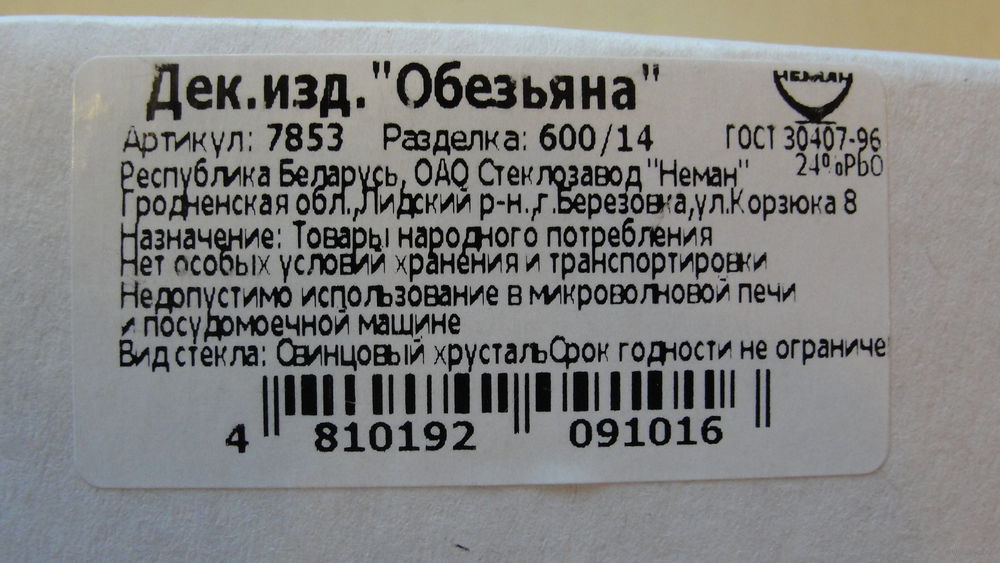 Дек.изд. "Обезьяна"
НЕМАН
Артикул: 7853 Разделка: 600/14
ГОСТ 30407-96
24%PbO
Республика Беларусь, ОАО Стеклозавод "Неман"
Гродненская обл.,Лидский р-н.,г.Березовка,ул.Корзюка 8
Назначение: Товары народного потребления
Нет особых условий хранения и транспортировки
Недопустимо использование в микроволновой печи
и посудомоечной машине
Вид стекла: Свинцовый хрустальСрок годности не ограниче
4 810192 091016